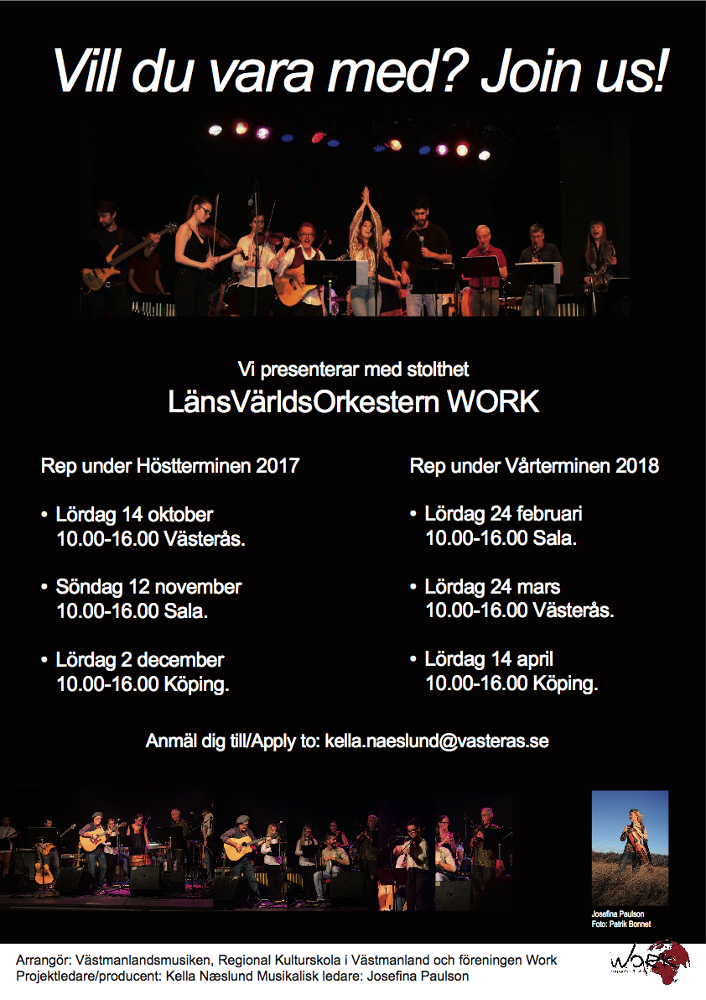 Vill du vara med? Join us!
Vi presenterar med stolthet
LänsVärldsOrkestern WORK
Rep under Höstterminen 2017
• Lördag 14 oktober
10.00-16.00 Västerås.
• Söndag 12 november
10.00-16.00 Sala.
• Lördag 2 december
10.00-16.00 Köping.
Rep under Vårterminen 2018
• Lördag 24 februari
10.00-16.00 Sala.
• Lördag 24 mars
10.00-16.00 Västerås.
• Lördag 14 april
10.00-16.00 Köping.
Anmäl dig till/Apply to: kella.naeslund@vasteras.se
Josefina Paulson
Foto: Patrik Bonnet
Arrangör: Västmanlandsmusiken, Regional Kulturskola i Västmanland och föreningen Work
Projektledare/producent: Kella Næslund Musikalisk ledare: Josefina Paulson
WORK